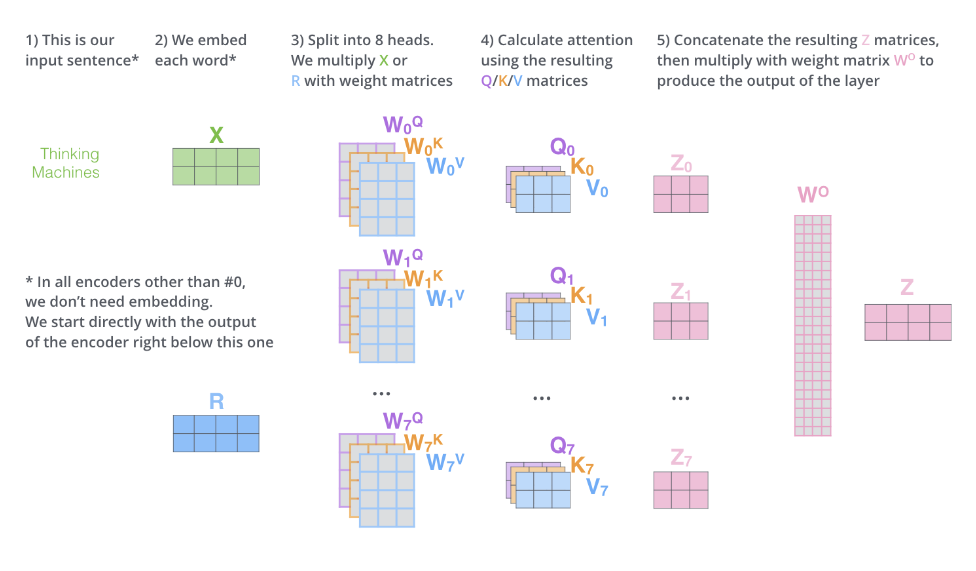 1) This is our
input sentence*
2) We embed
each word*
3) Split into 8 heads.
We multiply X or
R with weight matrices
4) Calculate attention
using the resulting
Q/K/V matrices
5) Concatenate the resulting Z matrices,
then multiply with weight matrix Wᴼ to
produce the output of the layer
Thinking
Machines
X
W₀Q
W₀K
W₀V
Q₀
K₀
V₀
Z₀
Wᴼ
* In all encoders other than #0,
we don’t need embedding.
We start directly with the output
of the encoder right below this one
W₁Q
W₁K
W₁V
Q₁
K₁
V₁
Z₁
Z
...
...
...
R
W₇Q
W₇K
W₇V
Q₇
K₇
V₇
Z₇